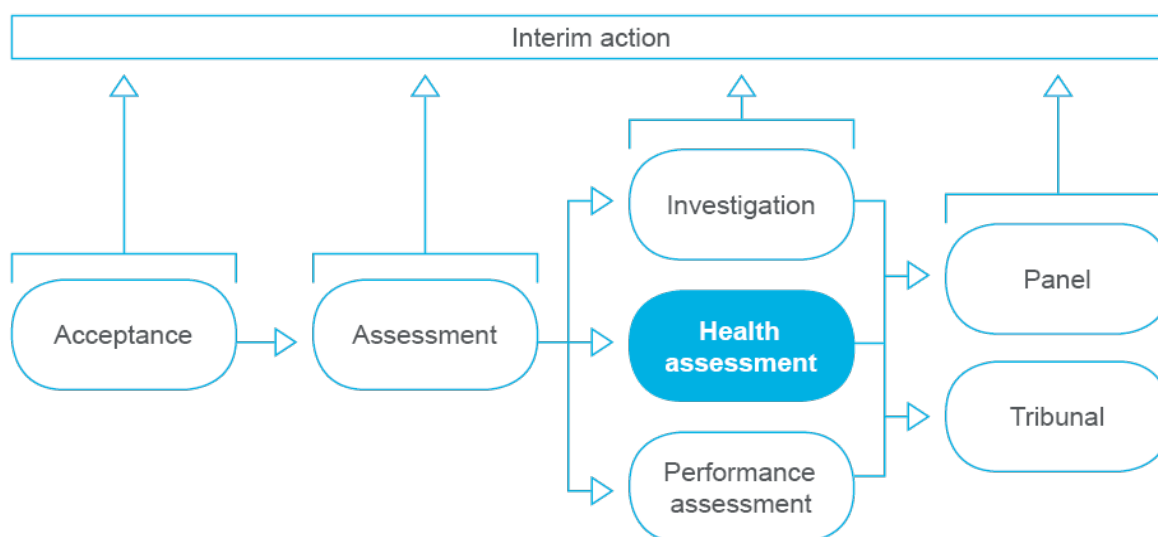 Interim action
Acceptance
Assessment
Investigation
Health
assessment
Performance
assessment
Panel
Tribunal